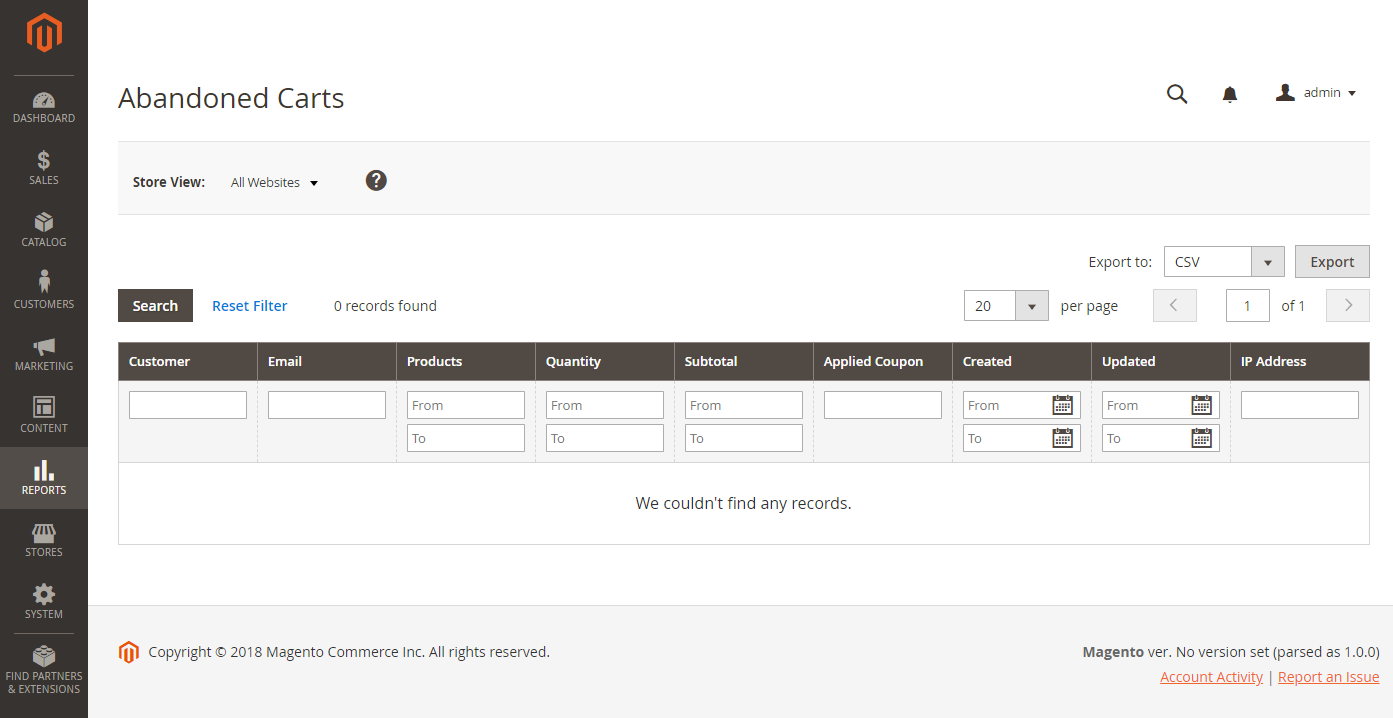 DASHBOARD
SALES
CATALOG
CUSTOMERS
MARKETING
CONTENT
REPORTS
STORES
SYSTEM
FIND PARTNERS
& EXTENSIONS
Abandoned Carts
admin
Store View: All Websites ?
Export to: CSV Export
Search Reset Filter 0 records found 20 per page 1 of 1
Customer Email Products Quantity Subtotal Applied Coupon Created Updated IP Address
From From From From From
To To To To To
We couldn't find any records.
Copyright © 2018 Magento Commerce Inc. All rights reserved. Magento ver. No version set (parsed as 1.0.0)
Account Activity | Report an Issue